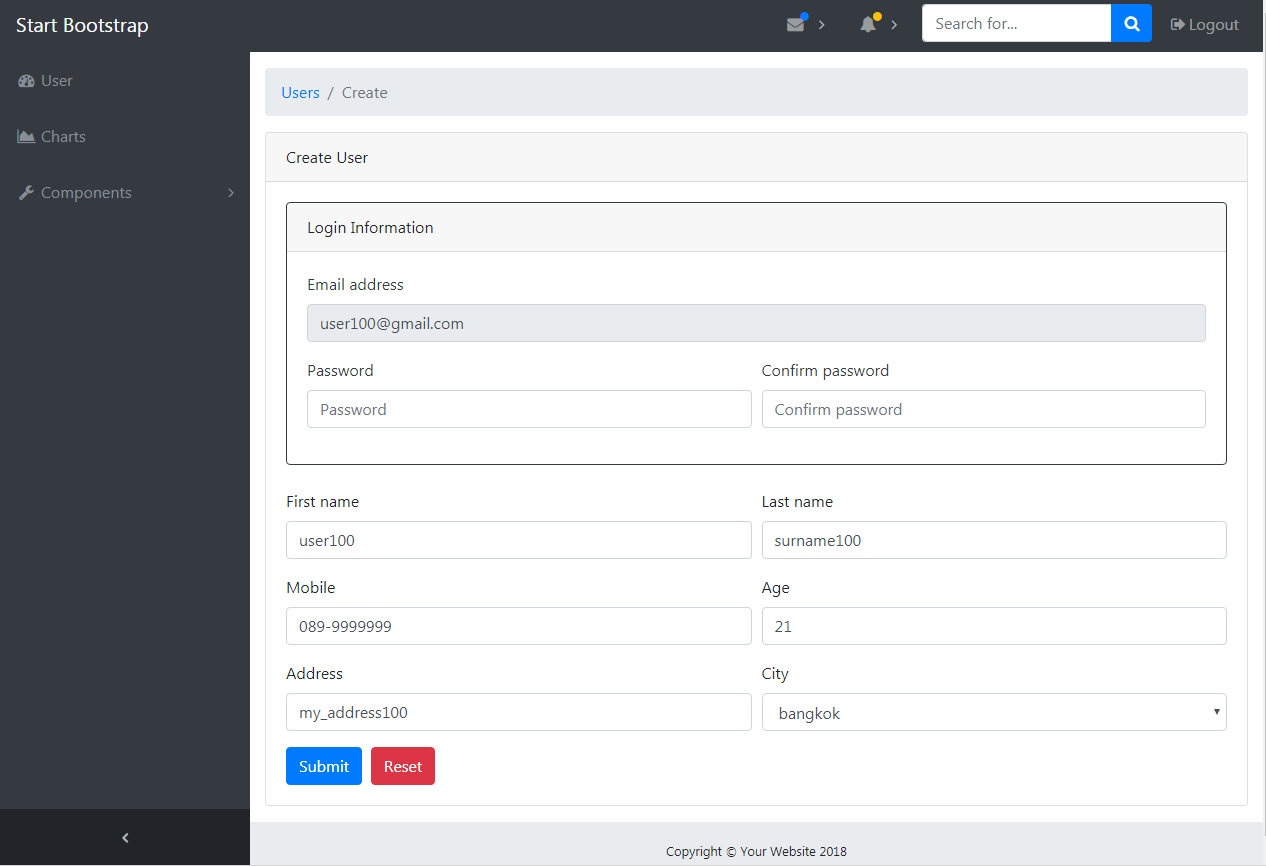 Start Bootstrap
Search for...
Logout
User
Charts
Components
Users / Create
Create User
Login Information
Email address
user100@gmail.com
Password Confirm password
Password Confirm password
First name Last name
user100 surname100
Mobile Age
089-9999999 21
Address City
my_address100 bangkok
Submit Reset
Copyright © Your Website 2018